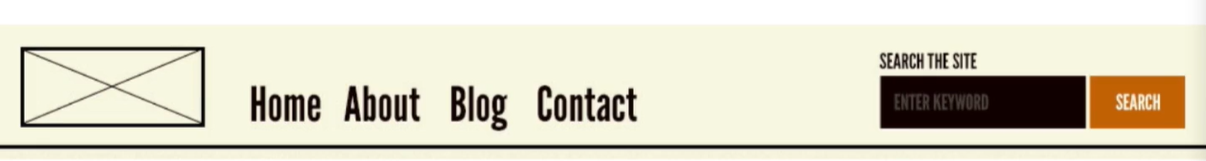 Home About Blog Contact
SEARCH THE SITE
ENTER KEYWORD SEARCH